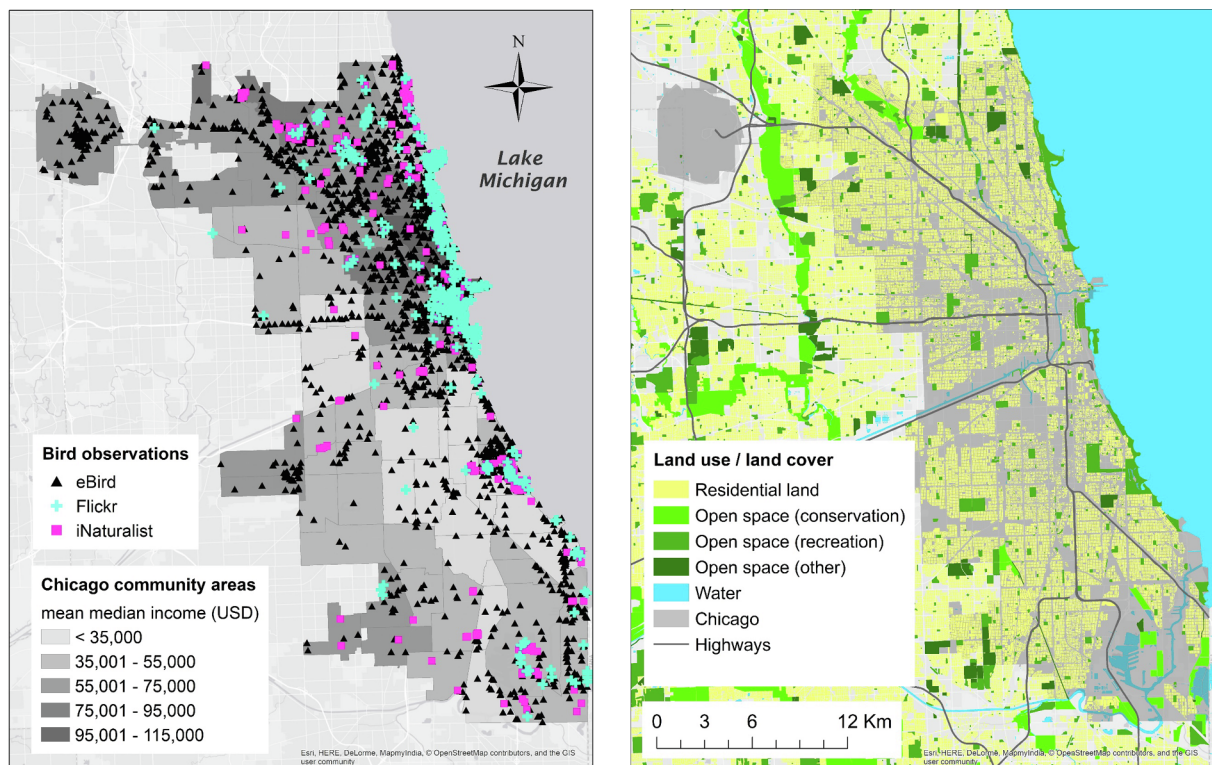 N
Lake
Michigan
Bird observations
eBird
Flickr
iNaturalist
Chicago community areas
mean median income (USD)
< 35,000
35,001 - 55,000
55,001 - 75,000
75,001 - 95,000
95,001 - 115,000
Esri, HERE, DeLorme, MapmyIndia, © OpenStreetMap contributors, and the GIS
user community
Land use / land cover
Residential land
Open space (conservation)
Open space (recreation)
Open space (other)
Water
Chicago
Highways
0 3 6 12 Km
Esri, HERE, DeLorme, MapmyIndia, © OpenStreetMap contributors, and the GIS
user community